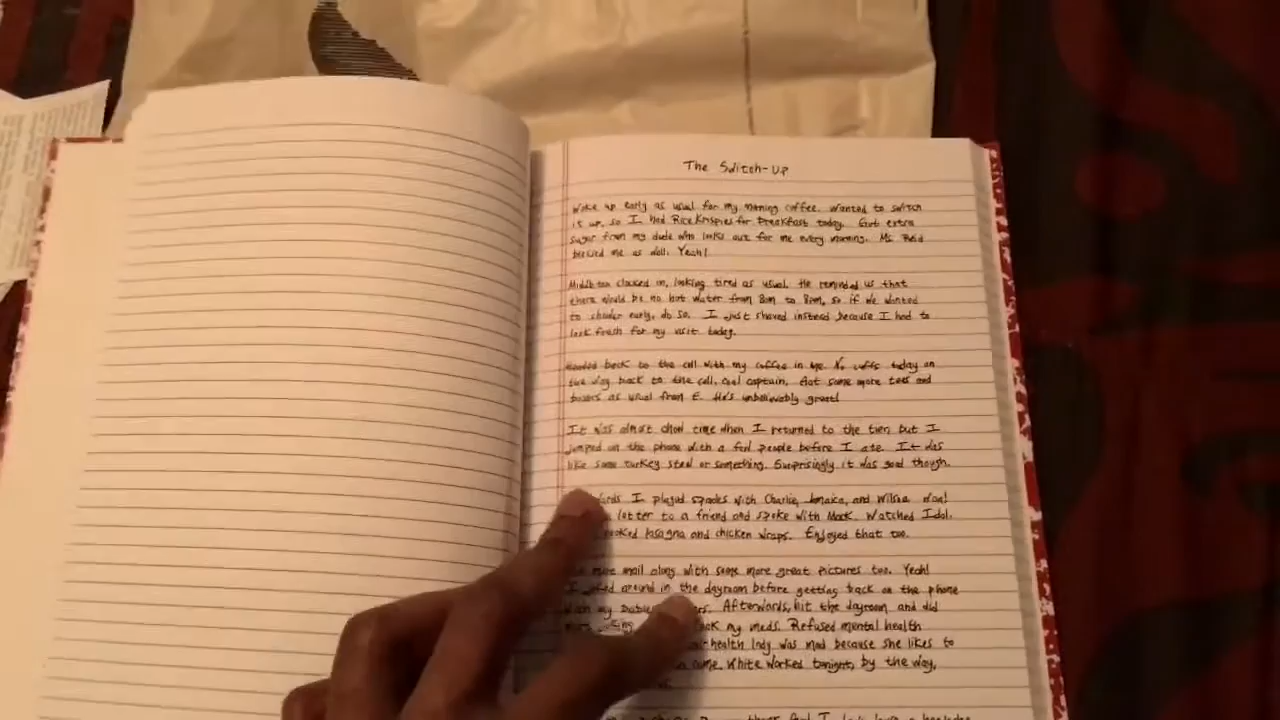 The Switch-Up
Woke up early as usual for my morning coffee. Wanted to switch
it up, so I had Rice Krispies for breakfast today. Got extra
sugar from my dude who looks out for me every morning. Ms. Reid
blessed me as well. Yeah!
Middleton clocked in, looking tired as usual. He reminded us that
there would be no hot water from 8am to 8pm, so if we wanted
to shower early, do so. I just shaved instead because I had to
look fresh for my visit today.
Headed back to the cell with my coffee in tow. No cuffs today on
the way back to the cell, cool captain. Got some more tees and
boxers as usual from E. He's unbelievably great!
It was almost chow time when I returned to the tier, but I
jumped on the phone with a few people before I ate. It was
like some turkey stew or something. Surprisingly it was good though.
I played spades with Charlie, Jamaica, and Wilson. Won!
letter to a friend and spoke with Mack. Watched Idol.
cooked lasagna and chicken wraps. Enjoyed that too.
more mail along with some more great pictures too. Yeah!
around in the dayroom before getting back on the phone
with my. Afterwards, hit the dayroom and did
my meds. Refused mental health
health lady was mad because she likes to
come. White worked tonight, by the way,